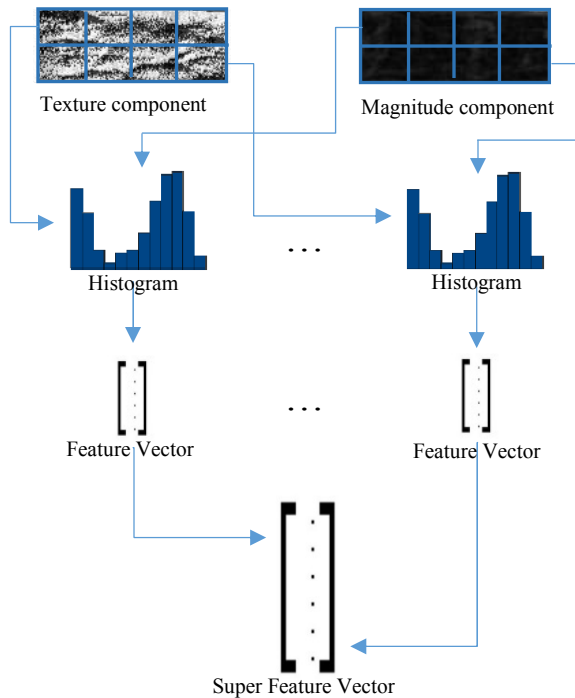 Texture component
Magnitude component
Histogram
. . .
Histogram
Feature Vector
. . .
Feature Vector
Super Feature Vector